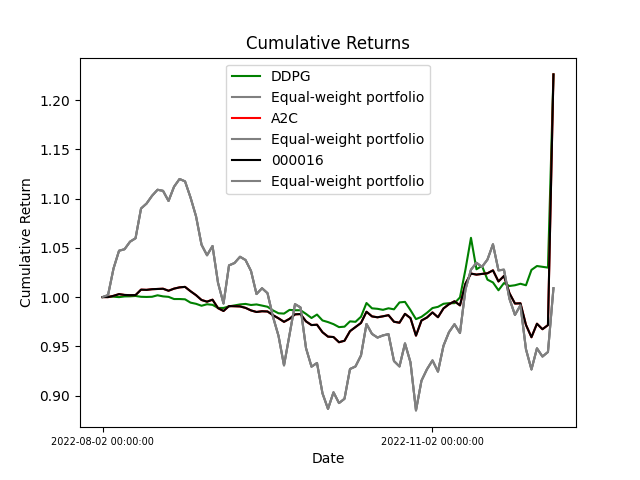 Cumulative Returns
DDPG
Equal-weight portfolio
A2C
Equal-weight portfolio
000016
Equal-weight portfolio
1.20
1.15
1.10
1.05
1.00
0.95
0.90
Cumulative Return
2022-08-02 00:00:00
2022-11-02 00:00:00
Date